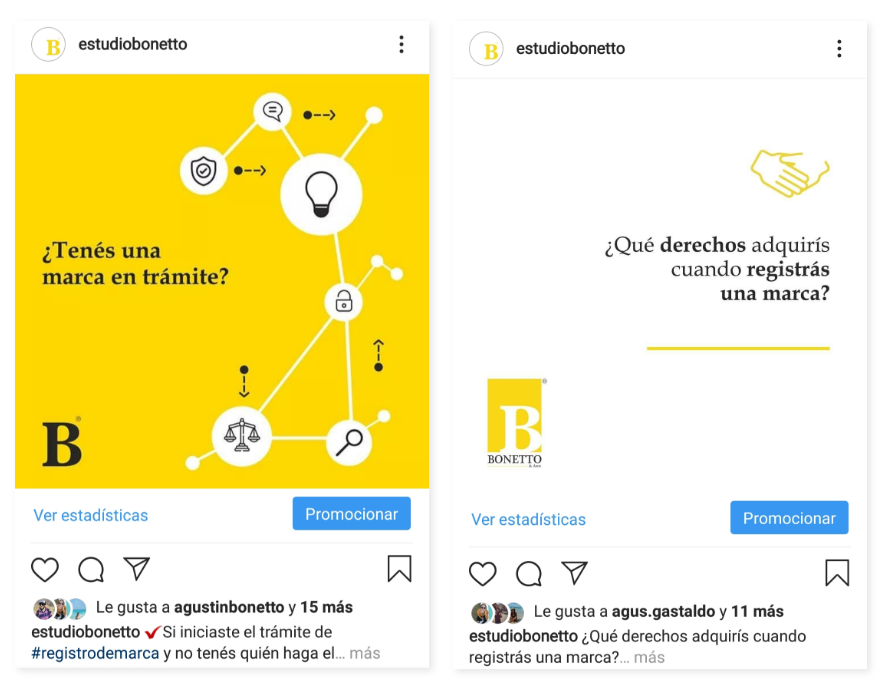 B estudiobonetto
¿Tenés una
marca en trámite?
B®
Ver estadísticas
Promocionar
Le gusta a agustinbonetto y 15 más
estudiobonetto ✔Si iniciaste el trámite de
#registrodemarca y no tenés quién haga el... más
B estudiobonetto
¿Qué derechos adquirís
cuando registrás
una marca?
B®
BONETTO
Ver estadísticas
Promocionar
Le gusta a agus.gastaldo y 11 más
estudiobonetto ¿Qué derechos adquirís cuando
registrás una marca?... más